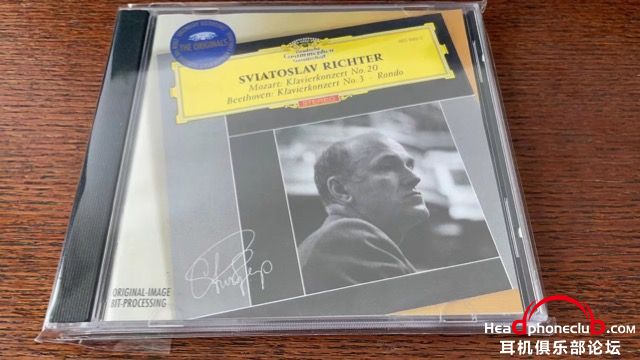 THE ORIGINALS
Deutsche
Grammophon
Gesellschaft
SVIATOSLAV RICHTER
Mozart: Klavierkonzert No. 20
Beethoven: Klavierkonzert No. 3 · Rondo
STEREO
ORIGINAL-IMAGE
BIT-PROCESSING
Headphoneclub.com
耳机俱乐部论坛